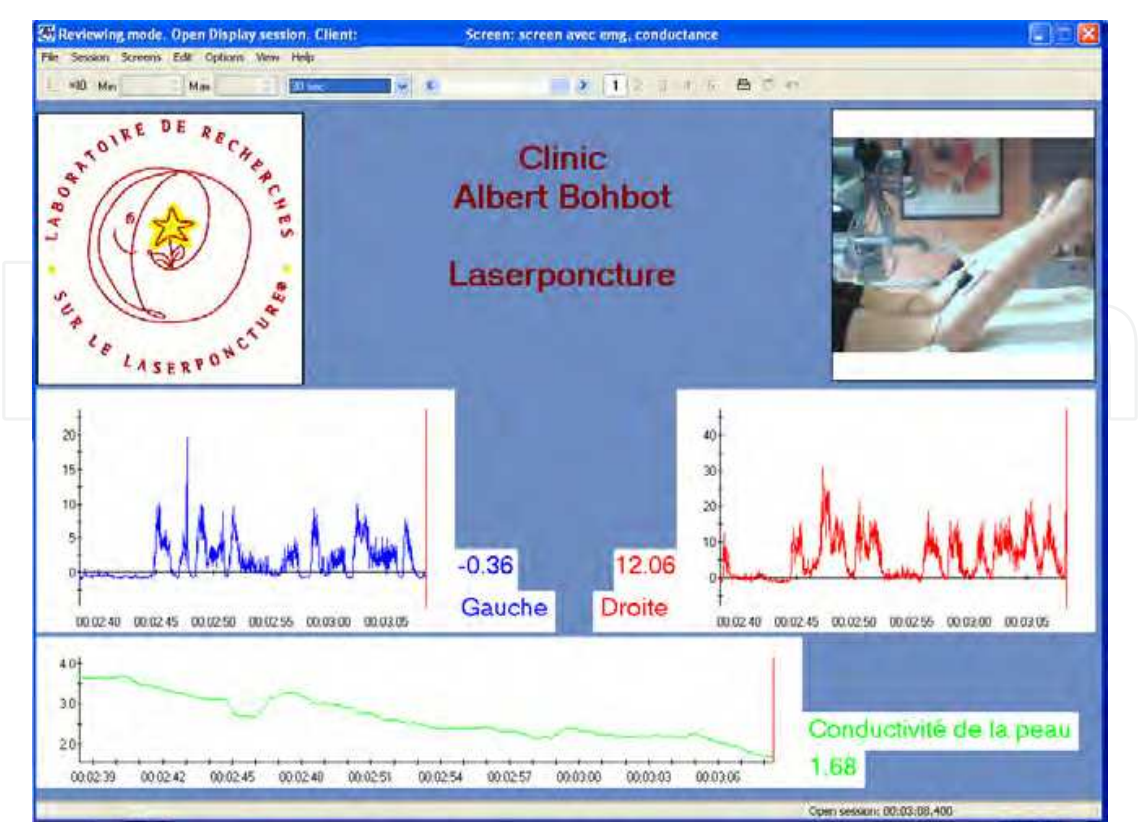 Reviewing mode. Open Display session. Client: Screen: screen avec emg, conductance
File Session Screens Edit Options View Help
Min Max 30 sec 1 2 3 4 5
LABORATOIRE DE RECHERCHES
SUR LE LASERPONCTURE®
Clinic
Albert Bohbot
Laserponcture
20
15
10
5
0
00:02:40 00:02:45 00:02:50 00:02:55 00:03:00 00:03:05
-0.36
Gauche
12.06
Droite
40
30
20
10
0
00:02:40 00:02:45 00:02:50 00:02:55 00:03:00 00:03:05
4.0
3.0
2.0
00:02:39 00:02:42 00:02:45 00:02:48 00:02:51 00:02:54 00:02:57 00:03:00 00:03:03 00:03:06
Conductivité de la peau
1.68
Open session: 00:03:08.400